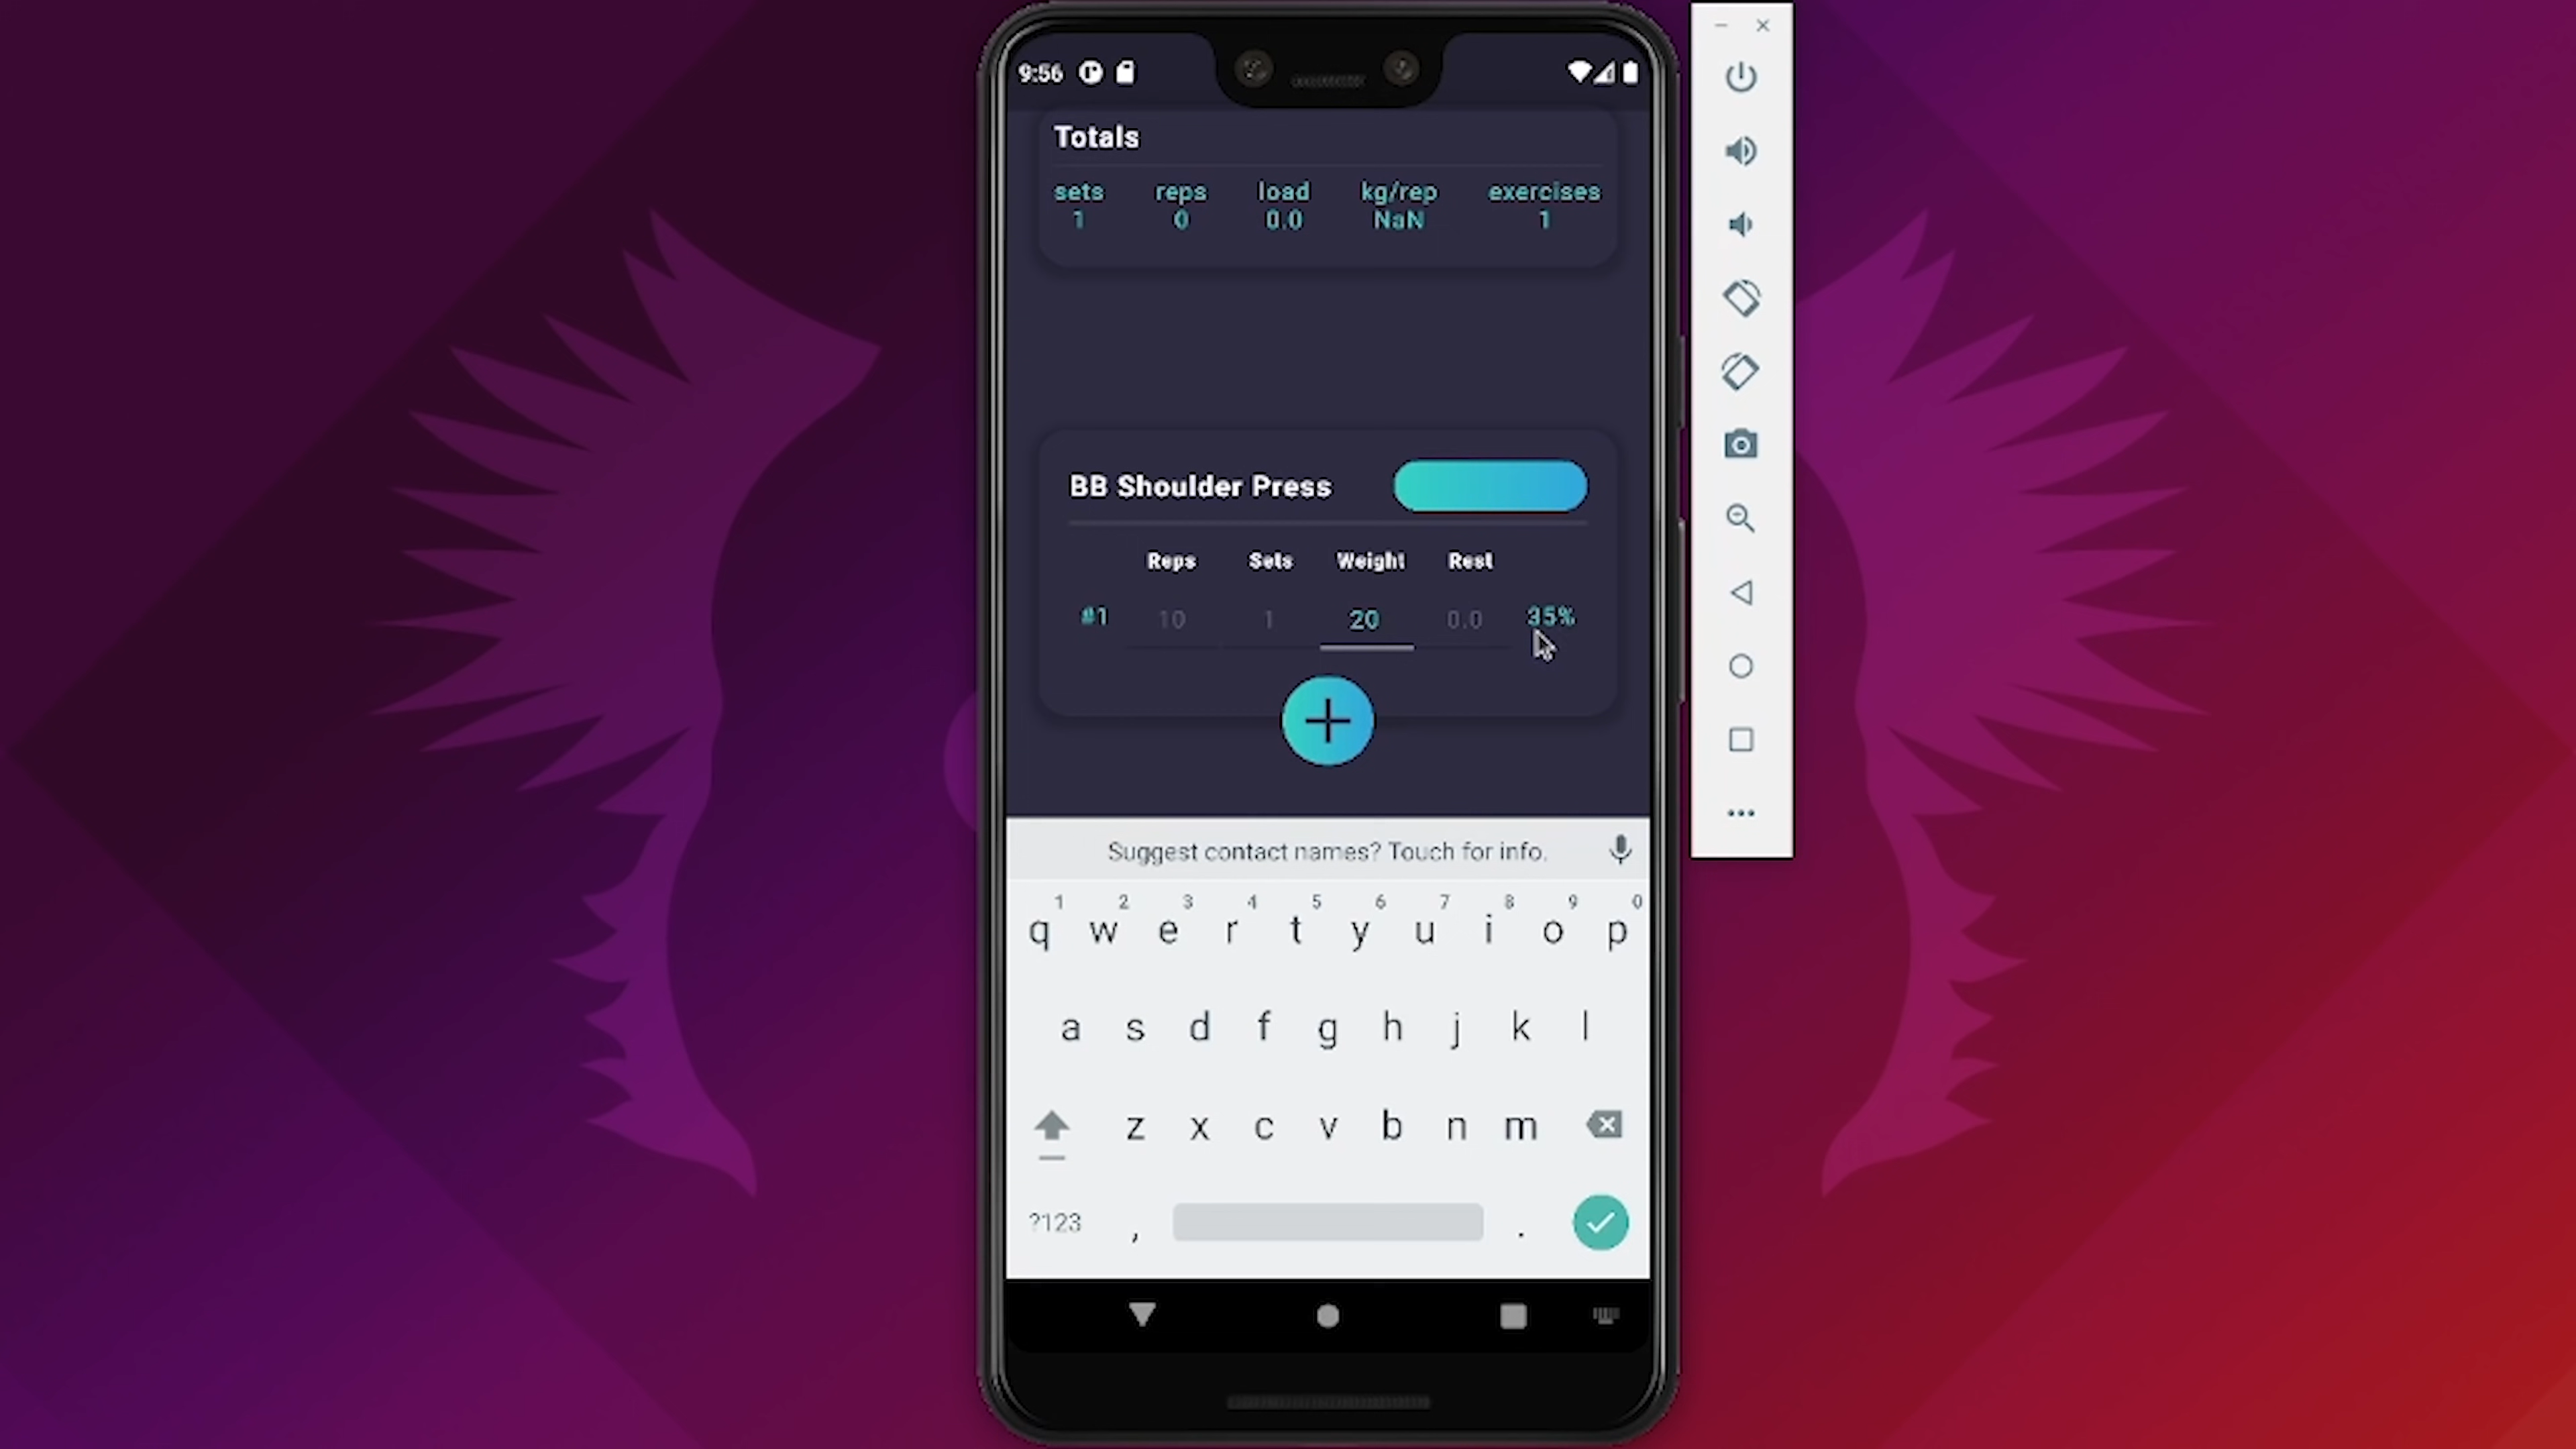 9:56
Totals
sets reps load kg/rep exercises
1 0 0.0 NaN 1
BB Shoulder Press
Reps Sets Weight Rest
#1 10 1 20 0.0 35%
Suggest contact names? Touch for info.
1 2 3 4 5 6 7 8 9 0
q w e r t y u i o p
a s d f g h j k l
z x c v b n m
?123 , .